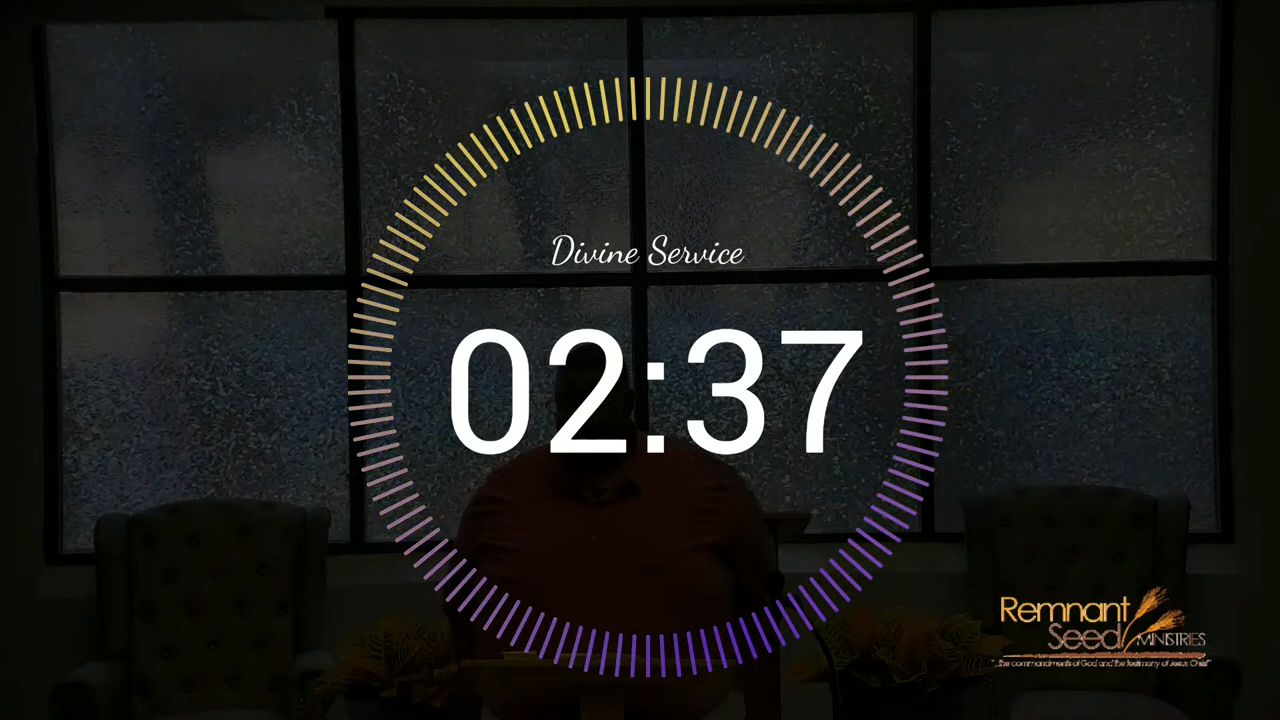 Divine Service
02:37
Remnant
Seed MINISTRIES
"...the commandments of God and the testimony of Jesus Christ"